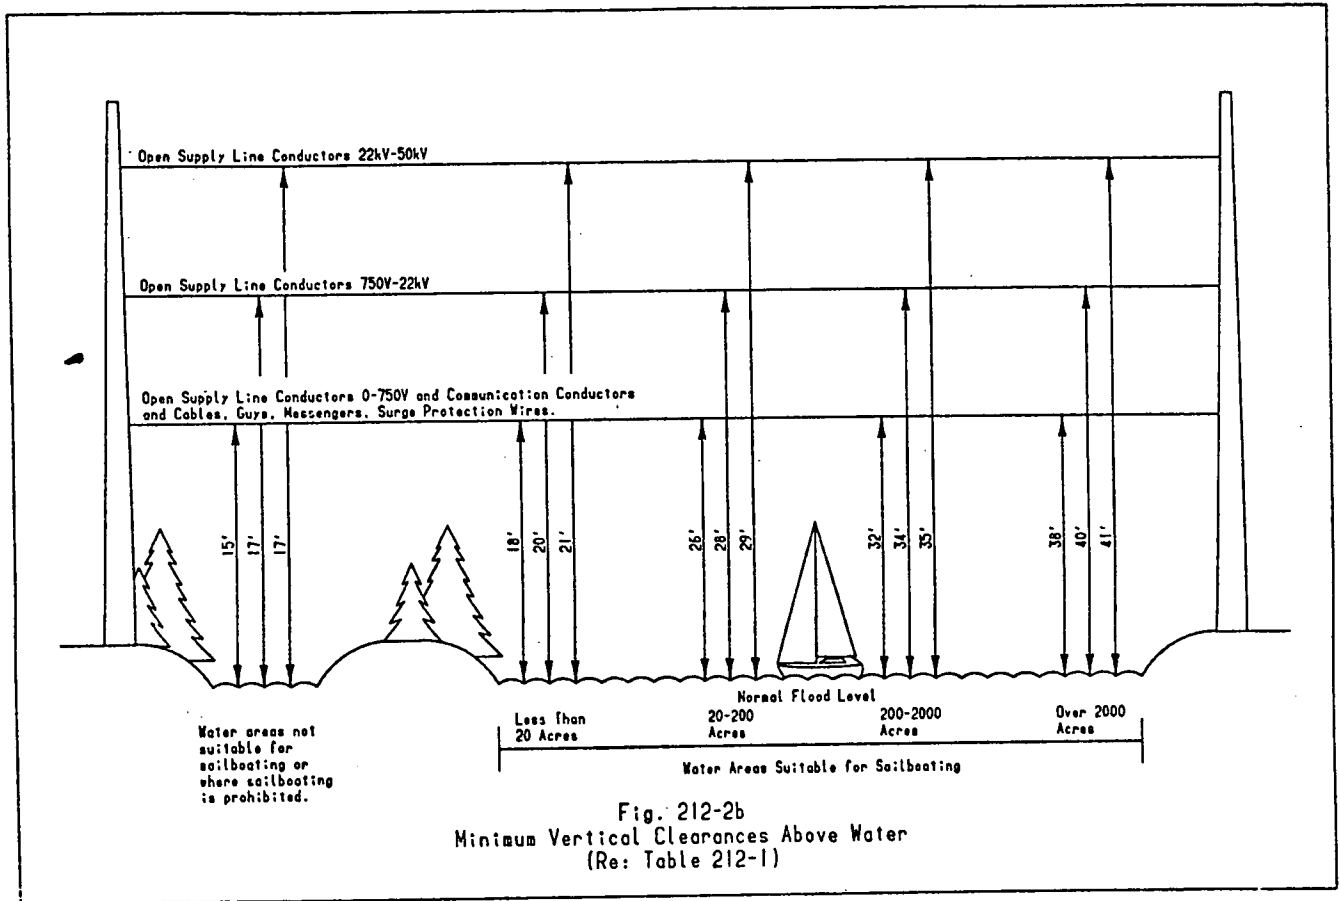 Open Supply Line Conductors 22kV-50kV
Open Supply Line Conductors 750V-22kV
Open Supply Line Conductors 0-750V and Communication Conductors
and Cables, Guys, Messengers, Surge Protection Wires.
15'
17'
17'
18'
20'
21'
26'
28'
29'
32'
34'
35'
38'
40'
41'
Normal Flood Level
Water areas not
suitable for
sailboating or
where sailboating
is prohibited.
Less Than
20 Acres
20-200
Acres
200-2000
Acres
Over 2000
Acres
Water Areas Suitable for Sailboating
Fig. 212-2b
Minimum Vertical Clearances Above Water
(Re: Table 212-1)